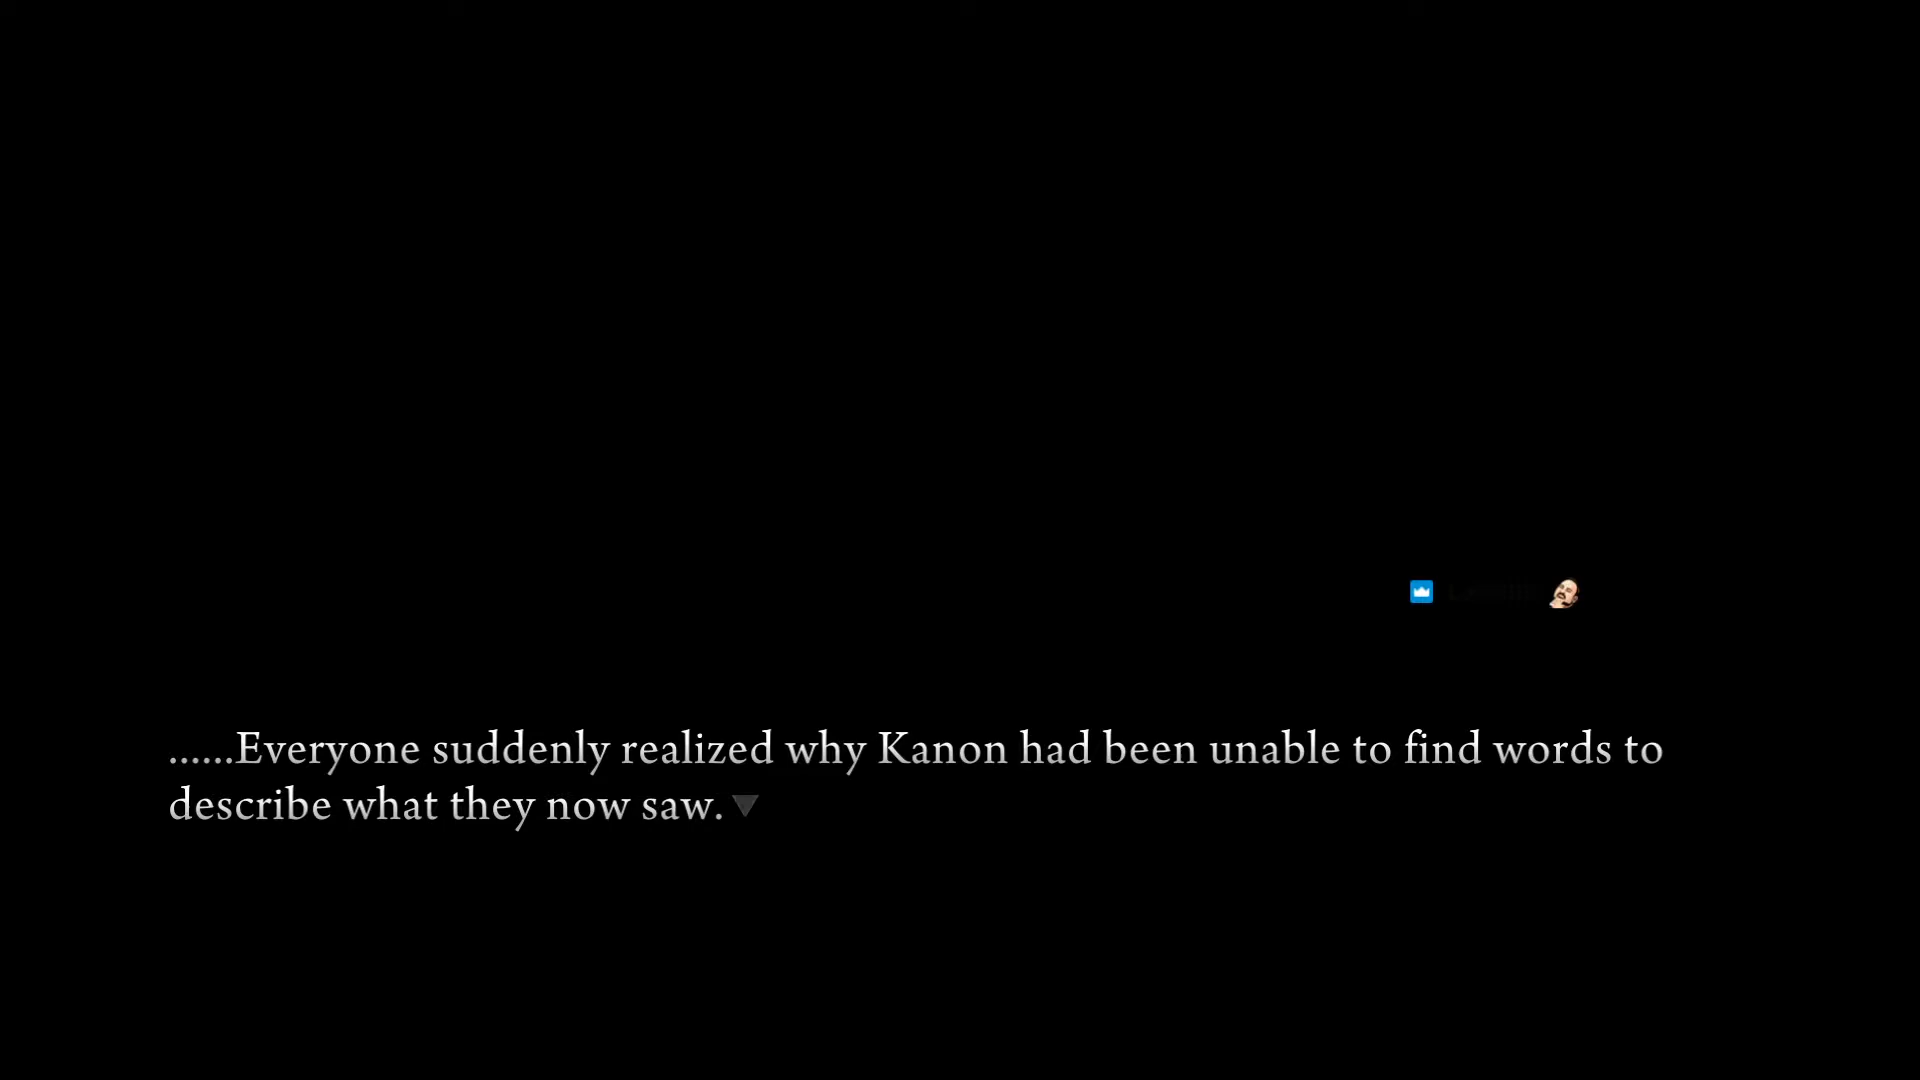 ......Everyone suddenly realized why Kanon had been unable to find words to
describe what they now saw.